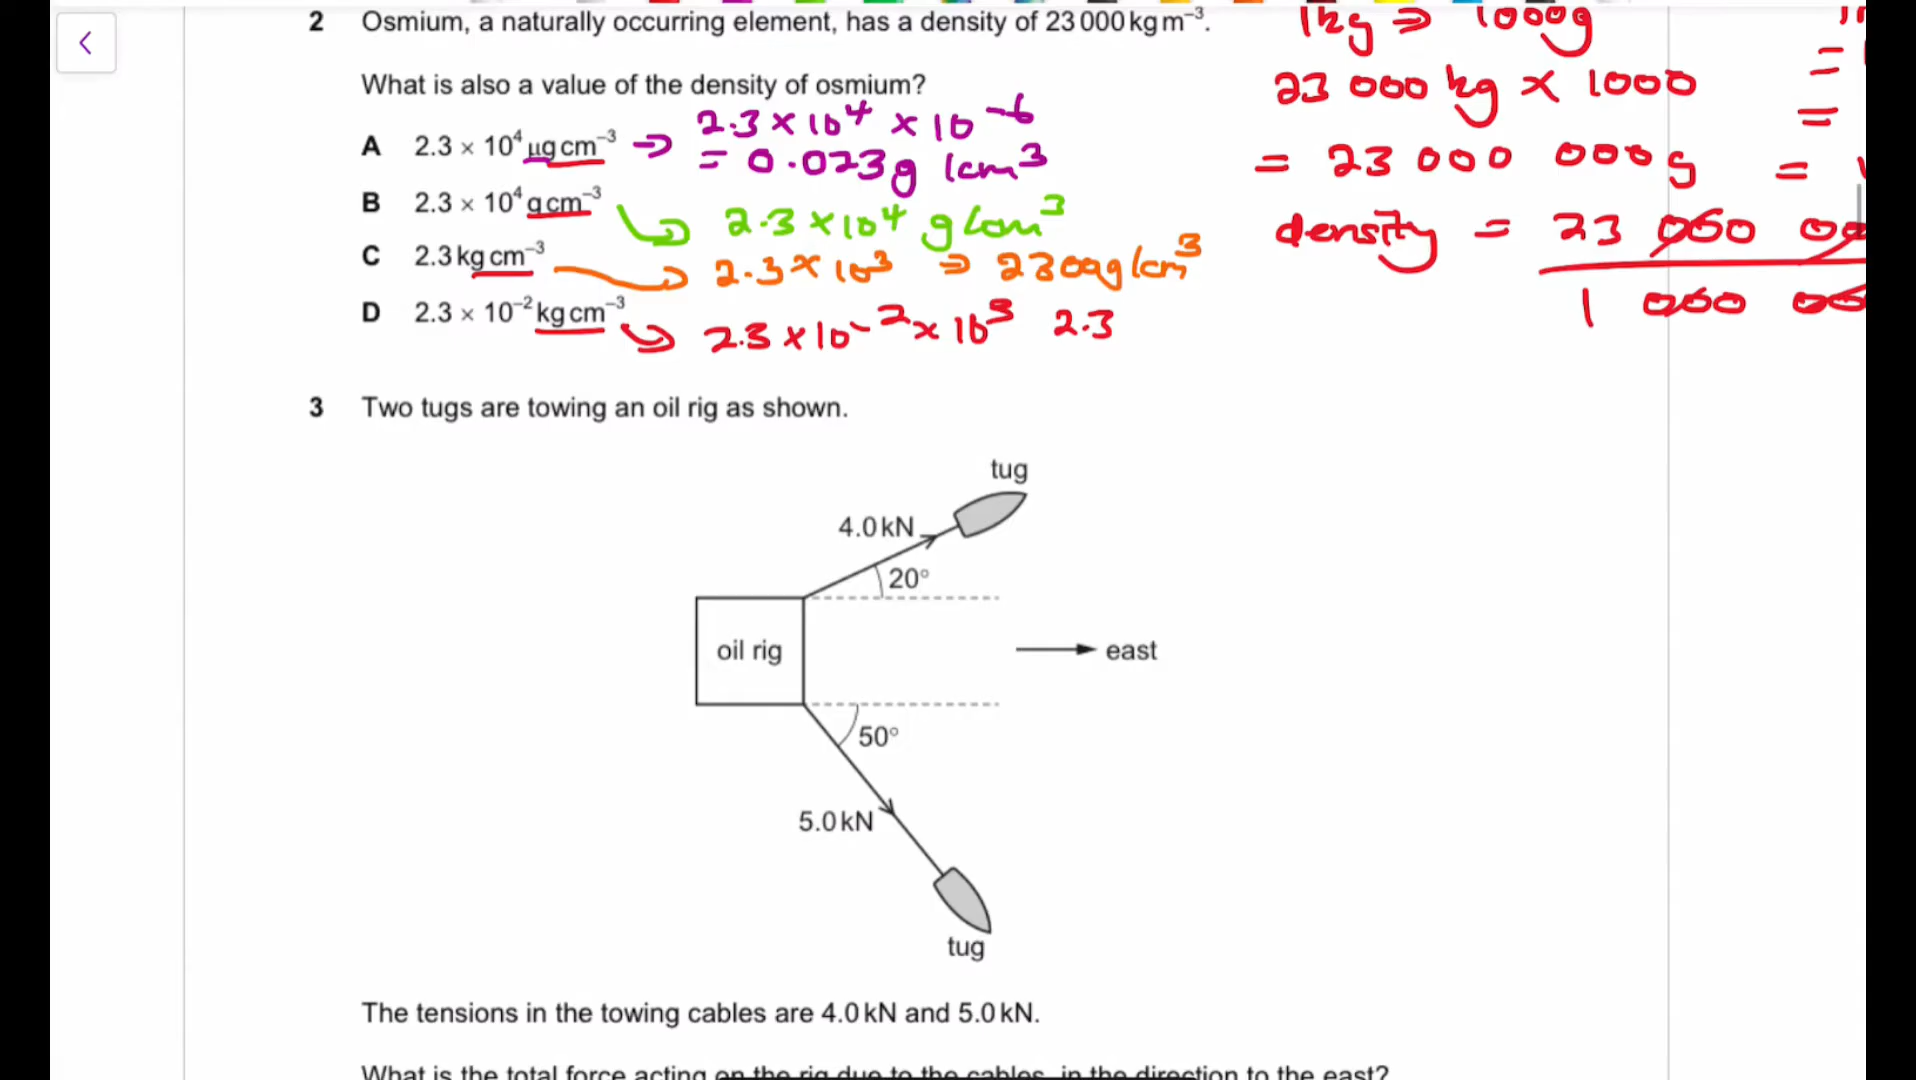 2 Osmium, a naturally occurring element, has a density of 23 000 kg m⁻³.
1kg ⇒ 1000g
What is also a value of the density of osmium?
23 000 kg × 1000
A 2.3 × 10⁴ µg cm⁻³ → 2.3 × 10⁴ × 10⁻⁶
= 0.023g /cm³
= 23 000 000g =
B 2.3 × 10⁴ g cm⁻³ → 2.3 × 10⁴ g/cm³
density = 23 000 00
1 000 00
C 2.3 kg cm⁻³ → 2.3 × 10³ ⇒ 2300g/cm³
D 2.3 × 10⁻² kg cm⁻³ → 2.3 × 10⁻² × 10³ 2.3
3 Two tugs are towing an oil rig as shown.
tug
4.0 kN
20°
oil rig
east
50°
5.0 kN
tug
The tensions in the towing cables are 4.0 kN and 5.0 kN.
What is the total force acting on the rig due to the cables, in the direction to the east?